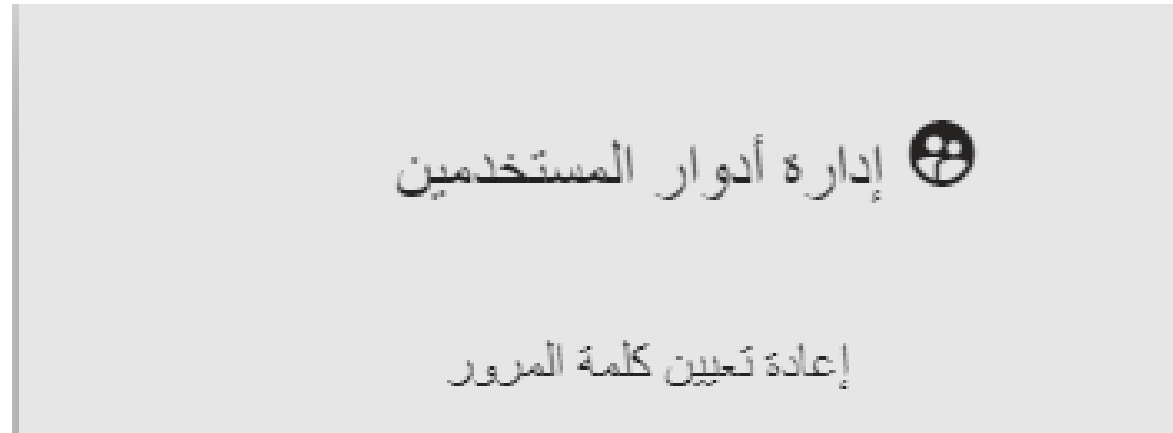 إدارة أدوار المستخدمين
إعادة تعيين كلمة المرور